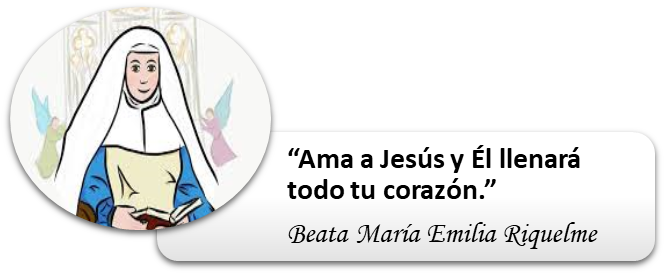 “Ama a Jesús y Él llenará
todo tu corazón.”
Beata María Emilia Riquelme